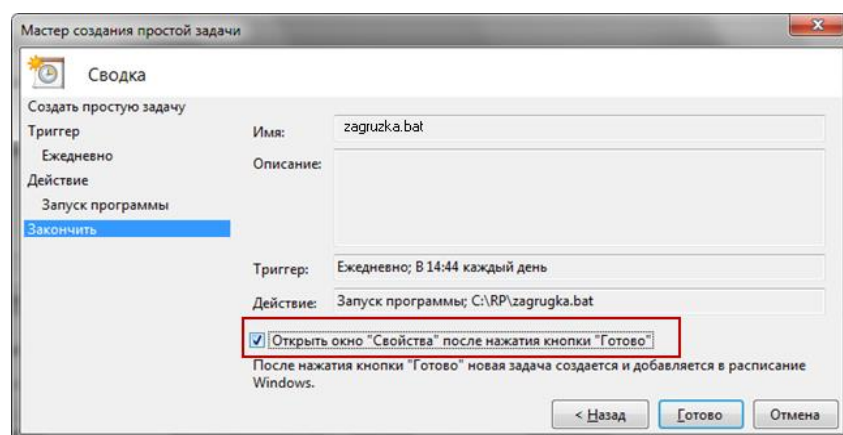 Мастер создания простой задачи
Сводка
Создать простую задачу
Триггер
Ежедневно
Действие
Запуск программы
Закончить
Имя: zagruzka.bat
Описание:
Триггер: Ежедневно; В 14:44 каждый день
Действие: Запуск программы; C:\RP\zagrugka.bat
Открыть окно "Свойства" после нажатия кнопки "Готово"
После нажатия кнопки "Готово" новая задача создается и добавляется в расписание
Windows.
< Назад Готово Отмена